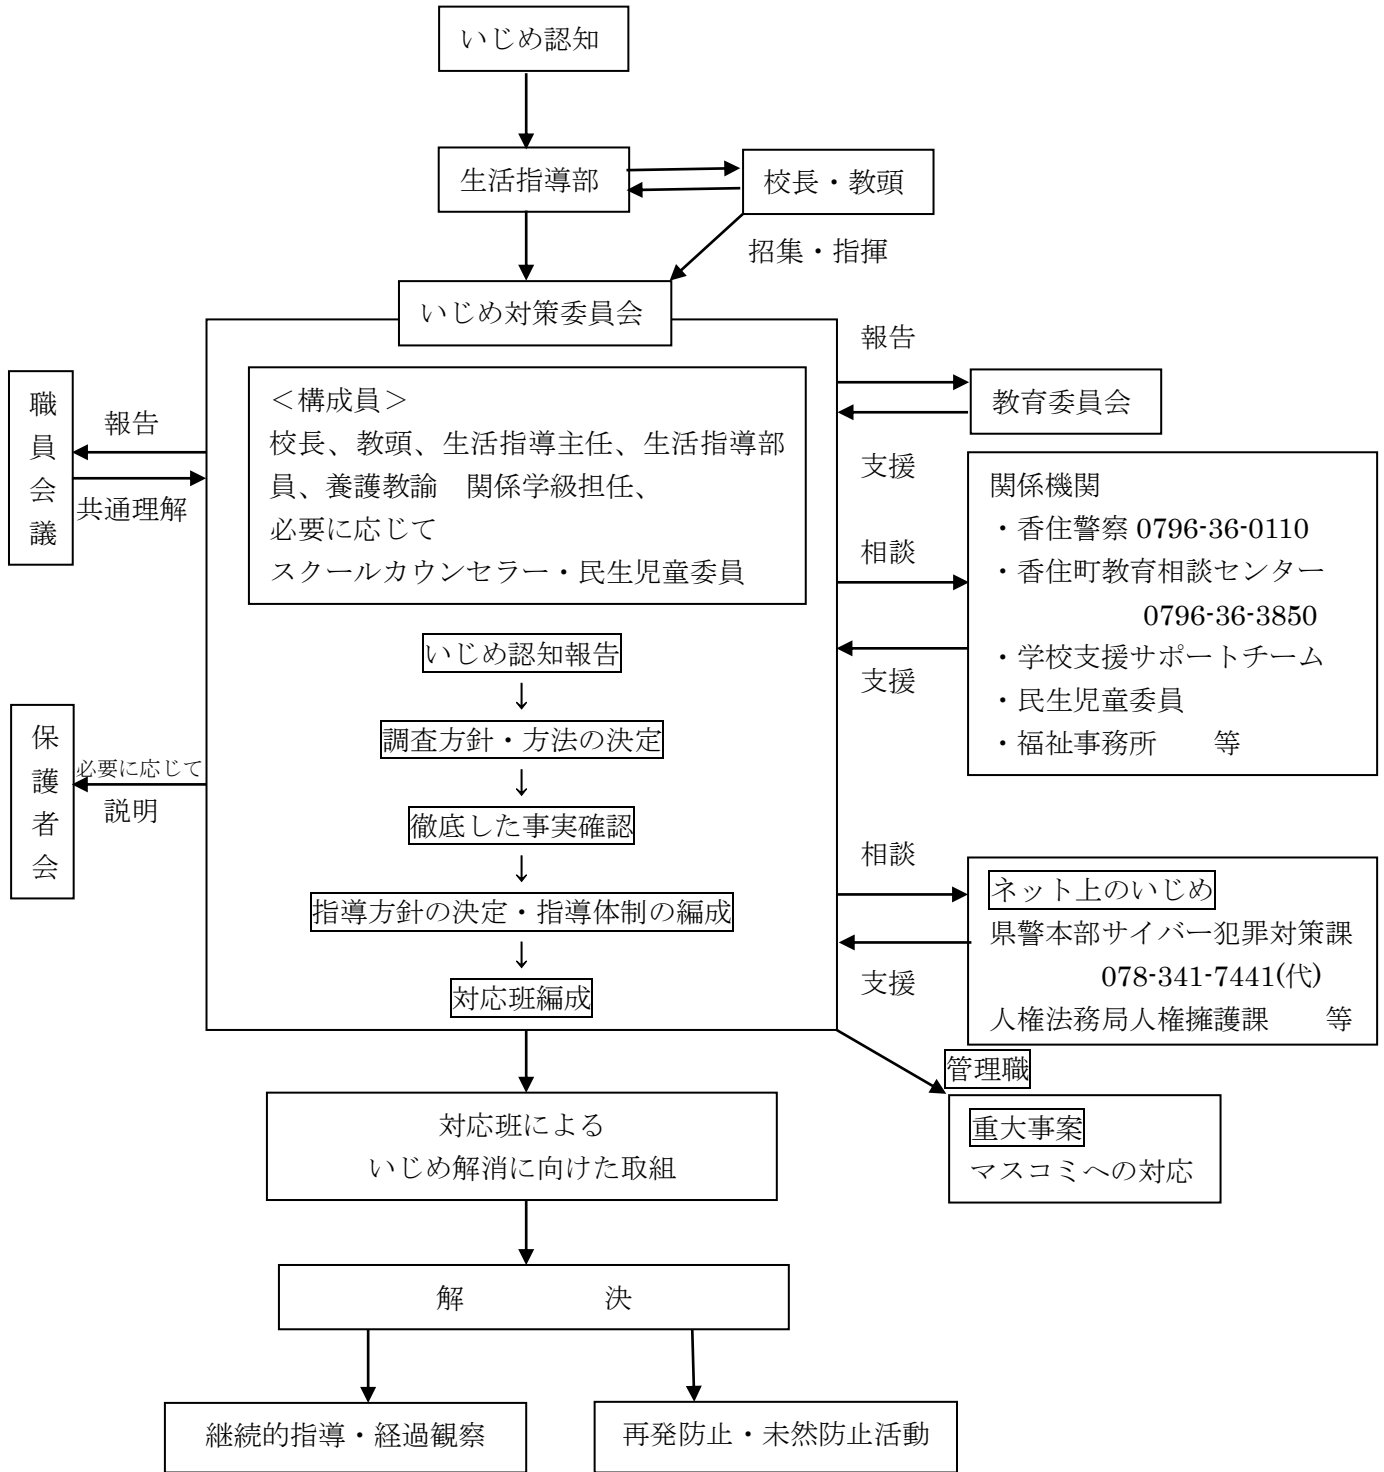 いじめ認知
生活指導部
校長・教頭
招集・指揮
いじめ対策委員会
＜構成員＞
校長、教頭、生活指導主任、生活指導部
員、養護教諭　関係学級担任、
必要に応じて
スクールカウンセラー・民生児童委員
職員会議
報告
共通理解
保護者会
必要に応じて
説明
いじめ認知報告
↓
調査方針・方法の決定
↓
徹底した事実確認
↓
指導方針の決定・指導体制の編成
↓
対応班編成
報告
教育委員会
支援
相談
関係機関
・香住警察 0796-36-0110
・香住町教育相談センター
0796-36-3850
・学校支援サポートチーム
・民生児童委員
・福祉事務所　　等
支援
相談
ネット上のいじめ
県警本部サイバー犯罪対策課
078-341-7441(代)
人権法務局人権擁護課　　等
支援
管理職
重大事案
マスコミへの対応
対応班による
いじめ解消に向けた取組
解　　　　　決
継続的指導・経過観察
再発防止・未然防止活動